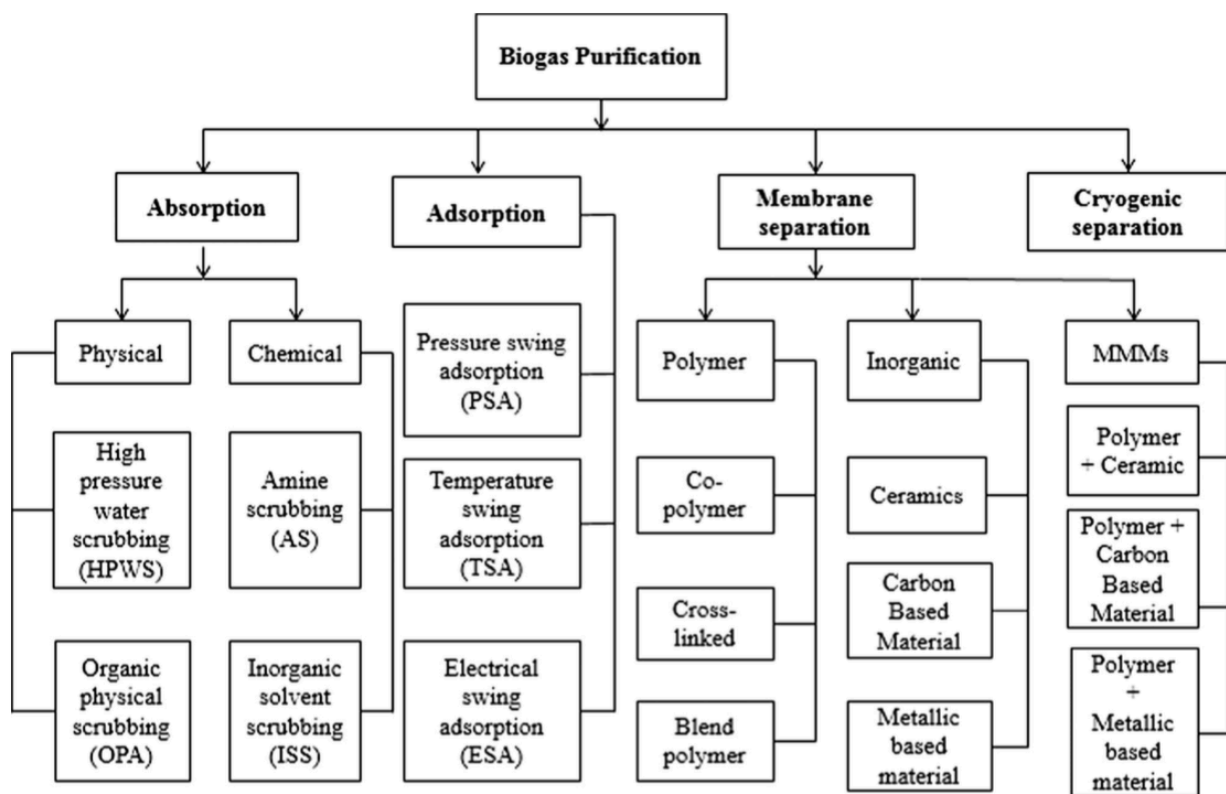 Biogas Purification
Absorption
Adsorption
Membrane
separation
Cryogenic
separation
Physical
High
pressure
water
scrubbing
(HPWS)
Organic
physical
scrubbing
(OPA)
Chemical
Amine
scrubbing
(AS)
Inorganic
solvent
scrubbing
(ISS)
Pressure swing
adsorption
(PSA)
Temperature
swing
adsorption
(TSA)
Electrical
swing
adsorption
(ESA)
Polymer
Co-
polymer
Cross-
linked
Blend
polymer
Inorganic
Ceramics
Carbon
Based
Material
Metallic
based
material
MMMs
Polymer
+ Ceramic
Polymer +
Carbon
Based
Material
Polymer
+
Metallic
based
material